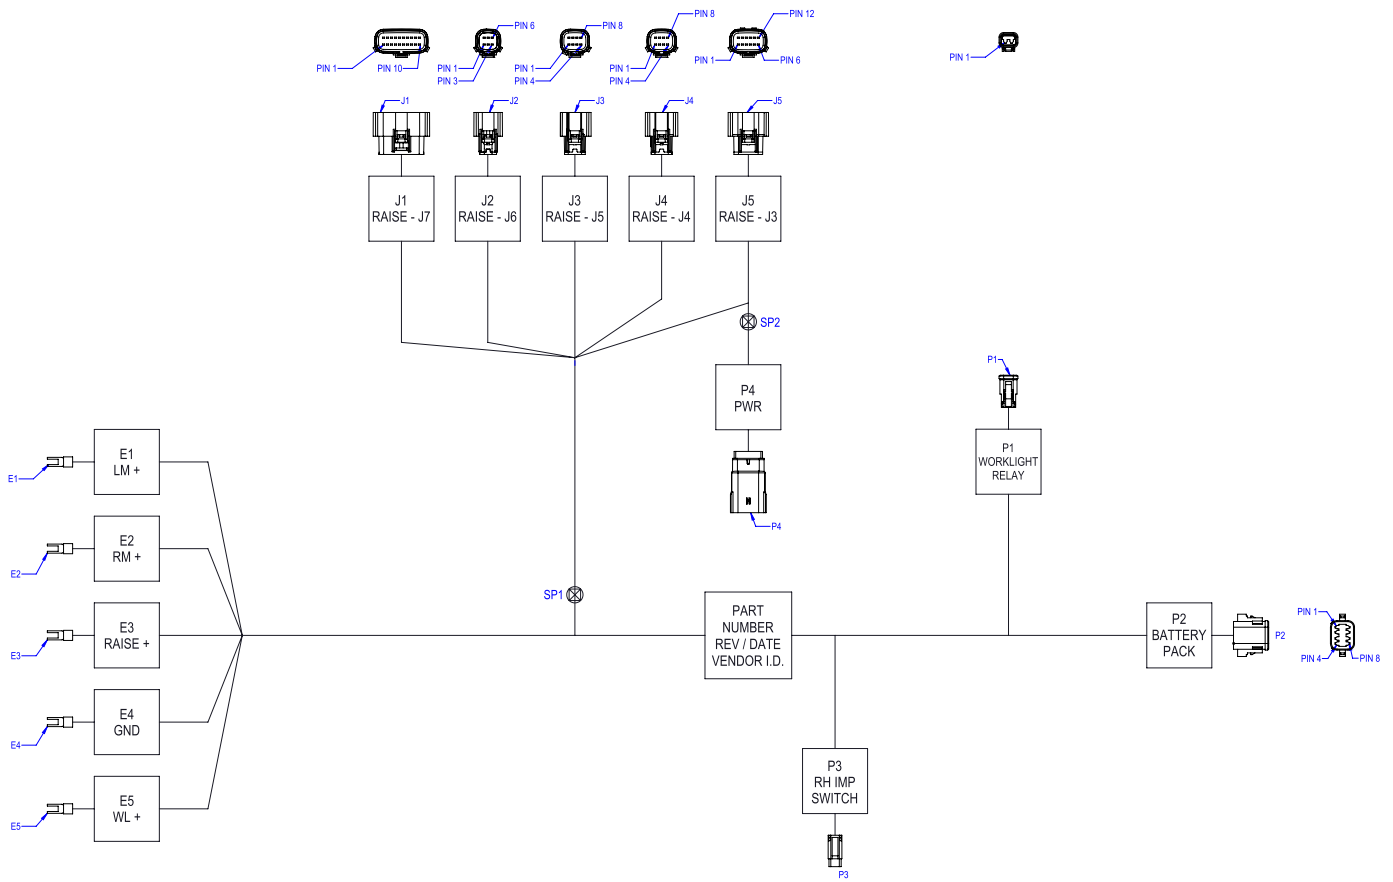 PIN 6
PIN 8
PIN 8
PIN 12
PIN 1
PIN 10
PIN 1
PIN 3
PIN 1
PIN 4
PIN 1
PIN 4
PIN 1
PIN 6
PIN 1
J1
J2
J3
J4
J5
J1
RAISE - J7
J2
RAISE - J6
J3
RAISE - J5
J4
RAISE - J4
J5
RAISE - J3
SP2
P1
P4
PWR
P1
WORKLIGHT
RELAY
P4
E1
E1
LM +
E2
E2
RM +
E3
E3
RAISE +
E4
E4
GND
E5
E5
WL +
SP1
PART
NUMBER
REV / DATE
VENDOR I.D.
P2
BATTERY
PACK
P2
PIN 1
PIN 4
PIN 8
P3
RH IMP
SWITCH
P3